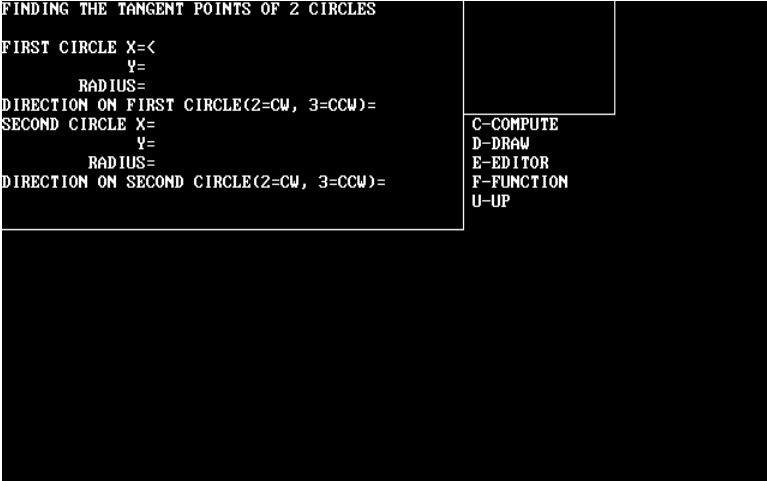 FINDING THE TANGENT POINTS OF 2 CIRCLES
FIRST CIRCLE X=<
Y=
RADIUS=
DIRECTION ON FIRST CIRCLE(2=CW, 3=CCW)=
SECOND CIRCLE X=
Y=
RADIUS=
DIRECTION ON SECOND CIRCLE(2=CW, 3=CCW)=
C-COMPUTE
D-DRAW
E-EDITOR
F-FUNCTION
U-UP